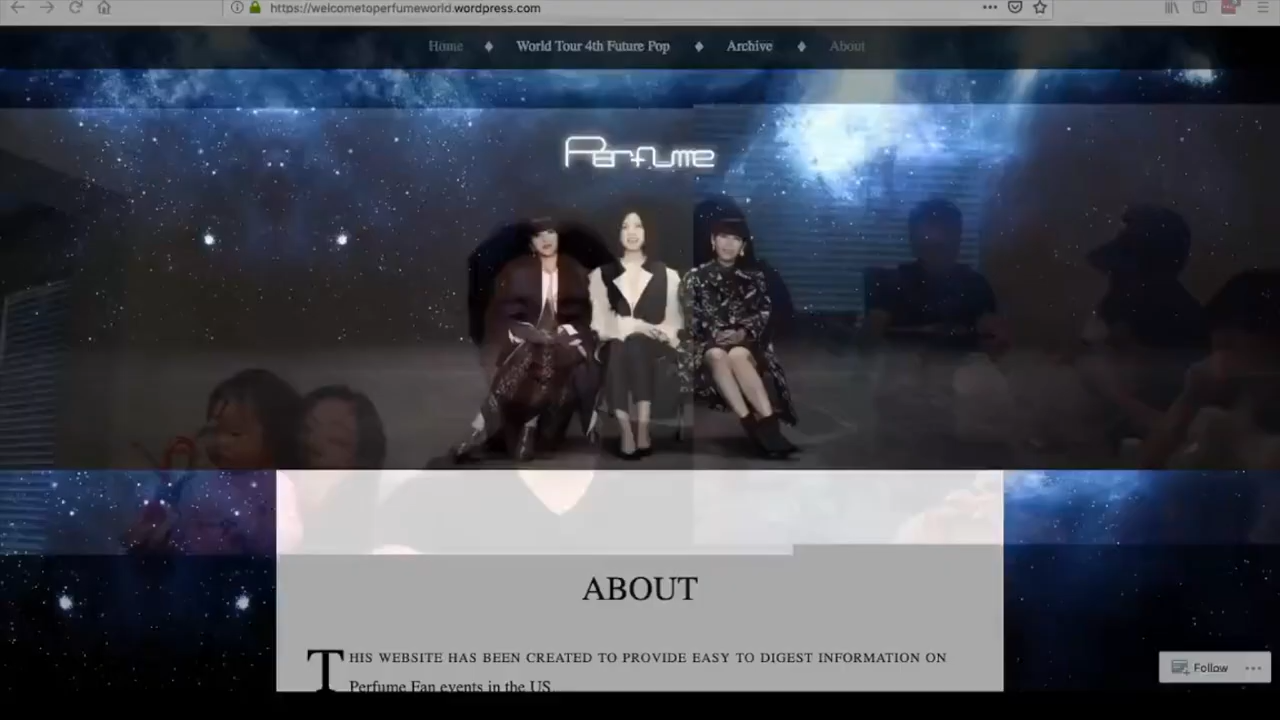 https://welcometoperfumeworld.wordpress.com
Home ♦ World Tour 4th Future Pop ♦ Archive ♦ About
Perfume
ABOUT
THIS WEBSITE HAS BEEN CREATED TO PROVIDE EASY TO DIGEST INFORMATION ON
Perfume Fan events in the US
Follow